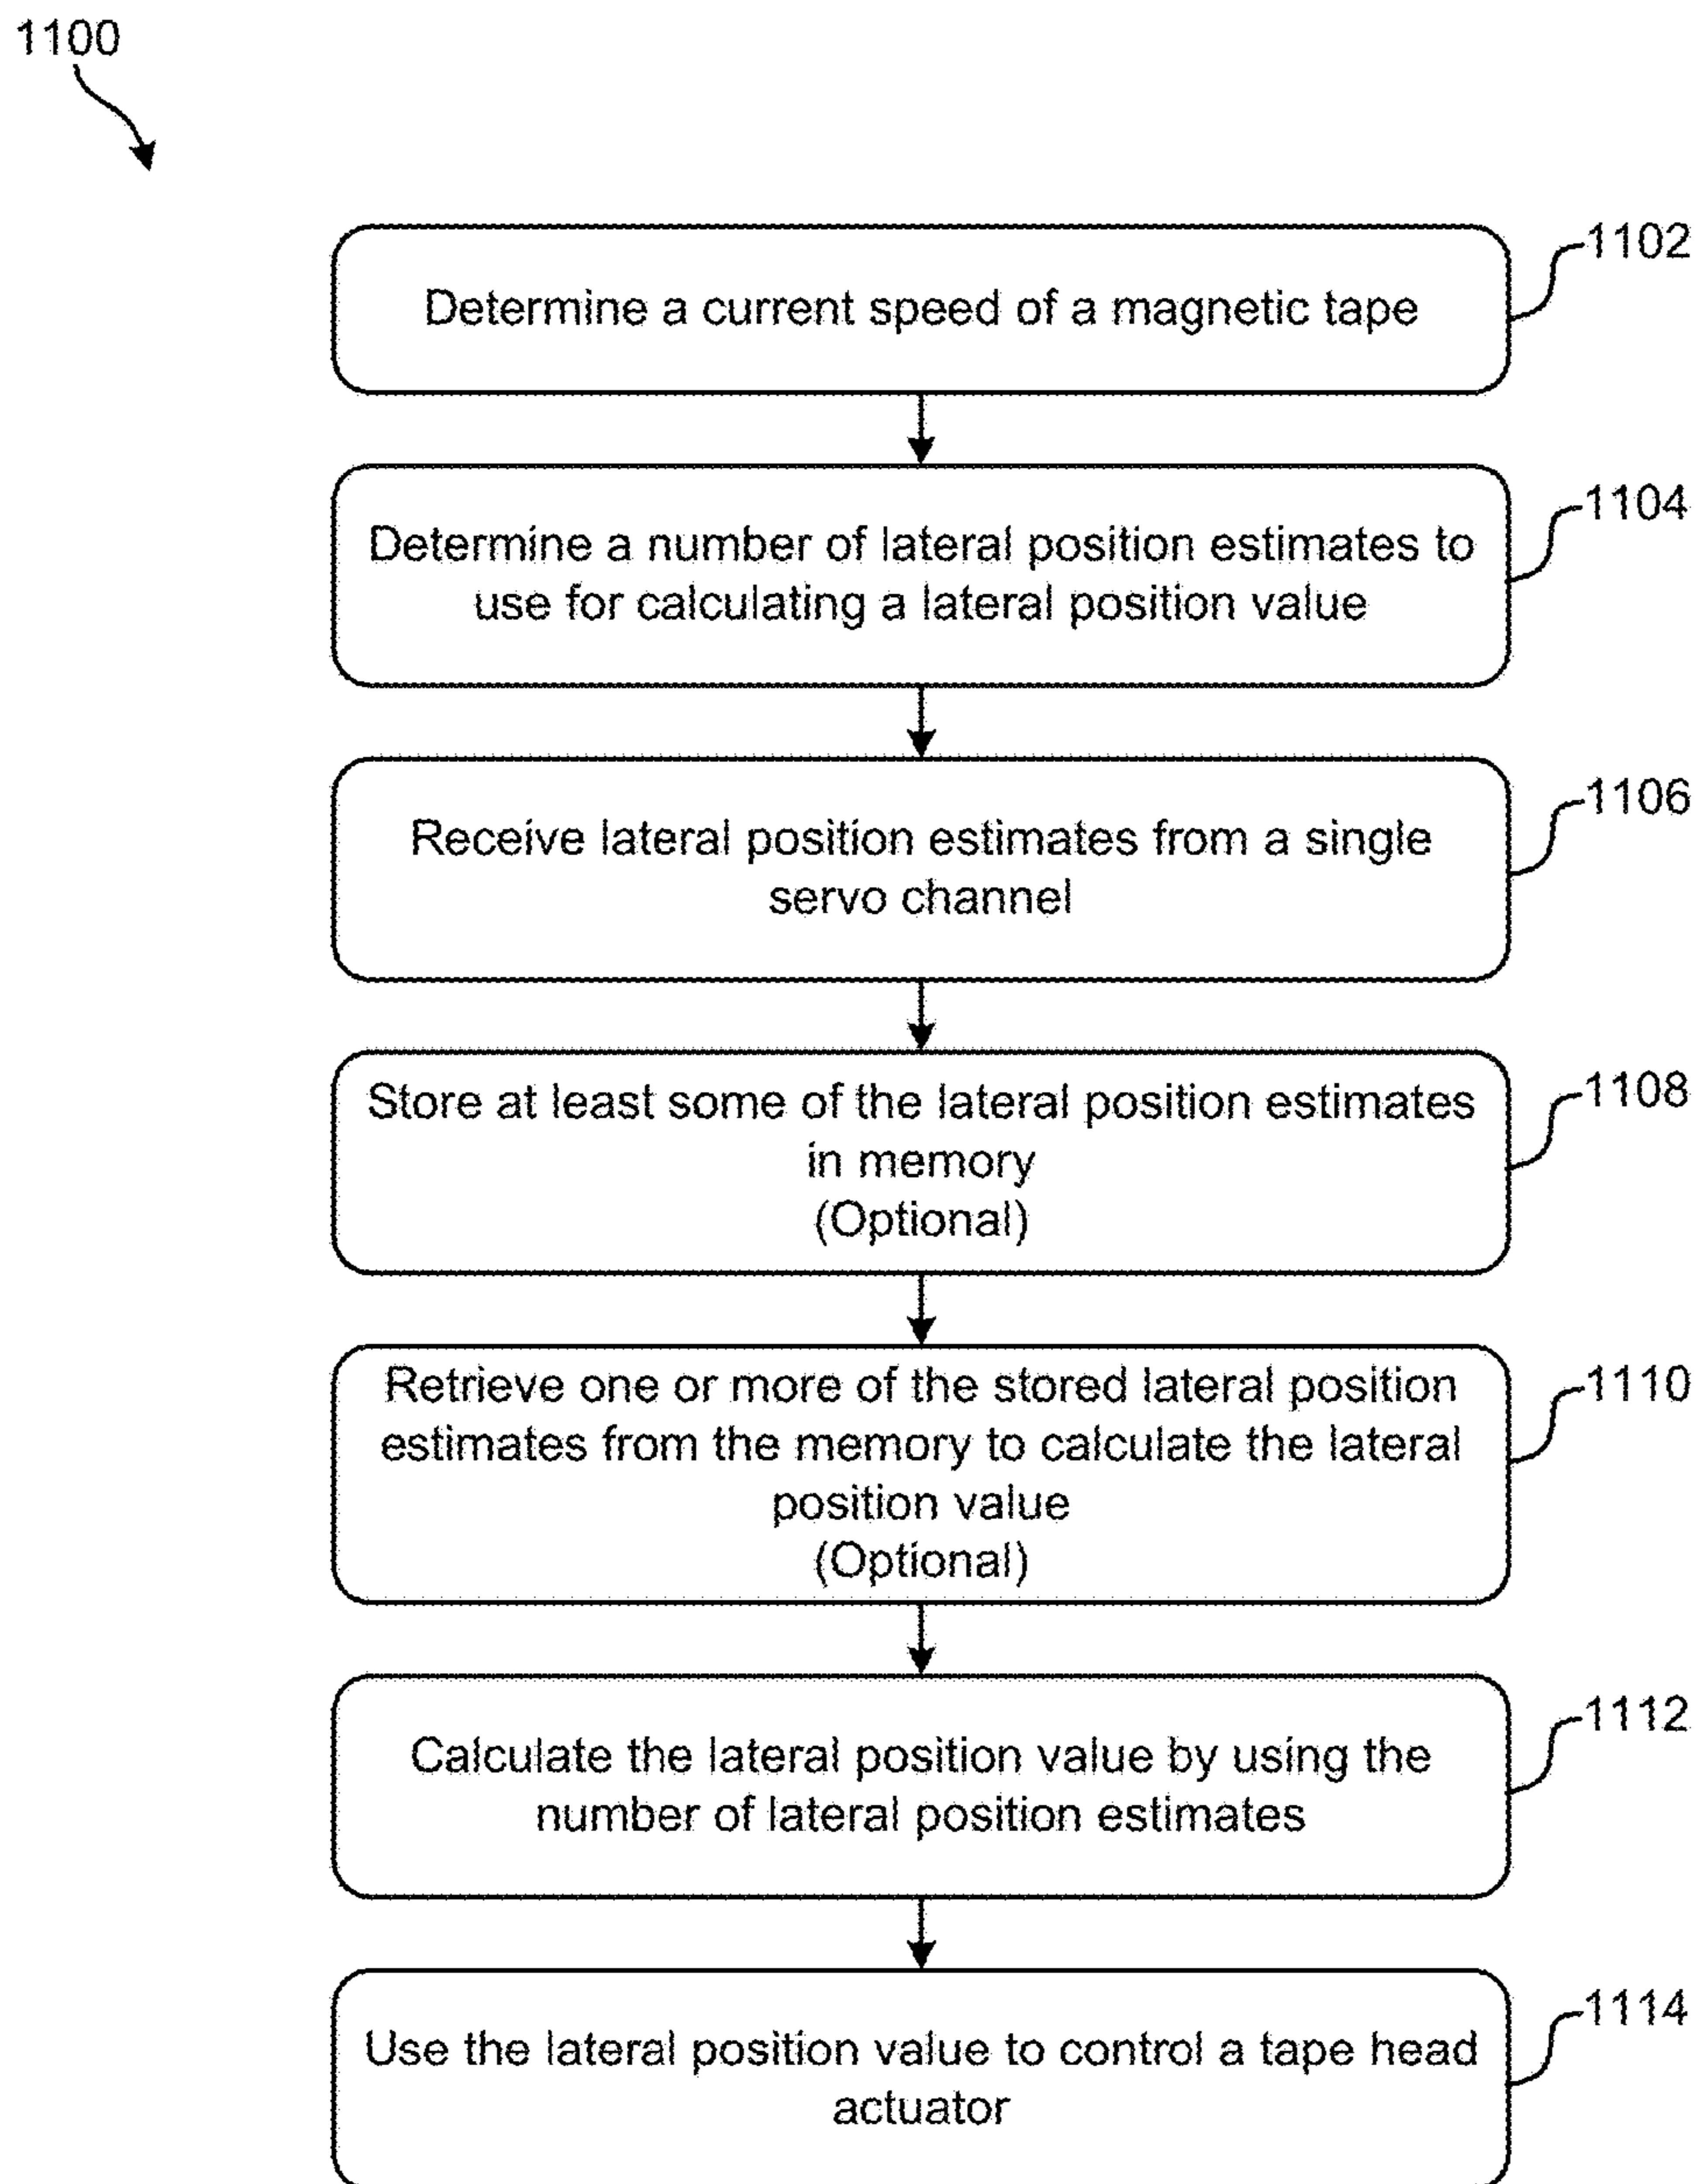 1100
1102
Determine a current speed of a magnetic tape
1104
Determine a number of lateral position estimates to
use for calculating a lateral position value
1106
Receive lateral position estimates from a single
servo channel
1108
Store at least some of the lateral position estimates
in memory
(Optional)
1110
Retrieve one or more of the stored lateral position
estimates from the memory to calculate the lateral
position value
(Optional)
1112
Calculate the lateral position value by using the
number of lateral position estimates
1114
Use the lateral position value to control a tape head
actuator